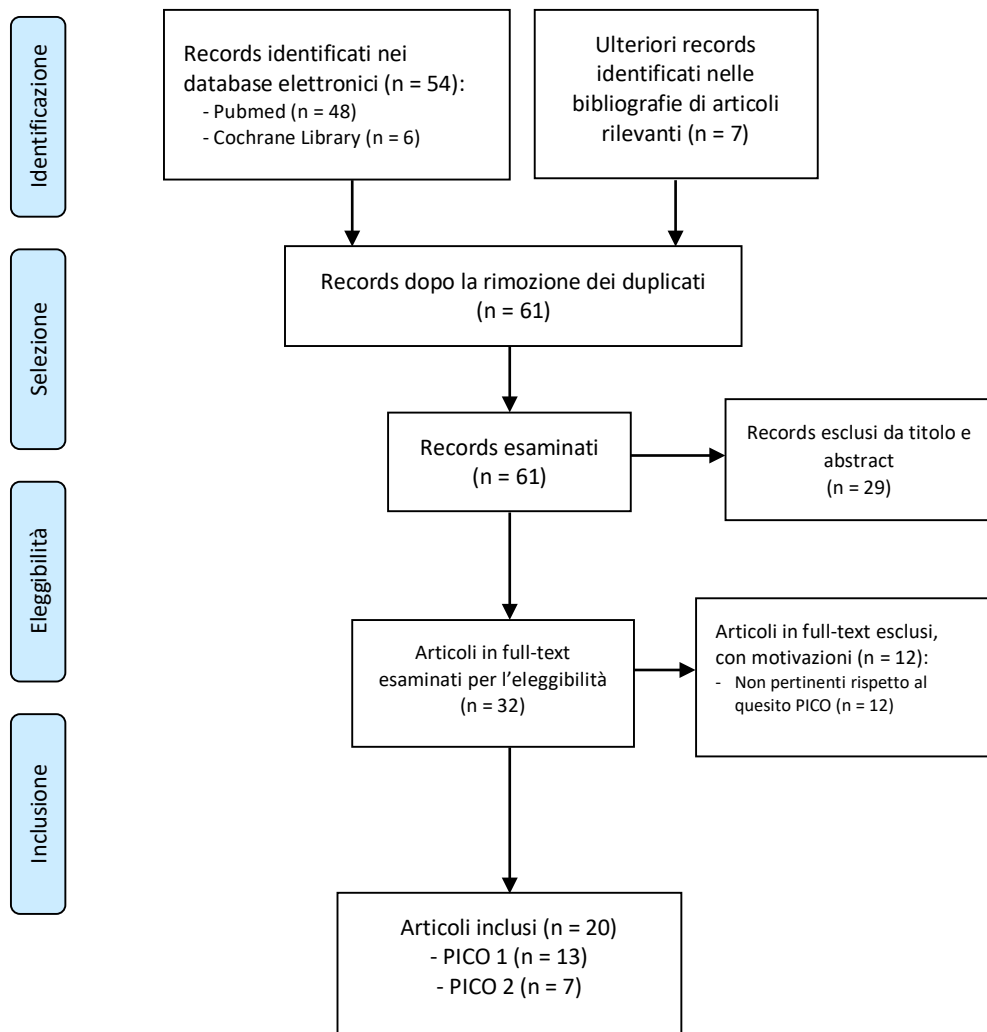 Identificazione
Records identificati nei
database elettronici (n = 54):
- Pubmed (n = 48)
- Cochrane Library (n = 6)
Ulteriori records
identificati nelle
bibliografie di articoli
rilevanti (n = 7)
Selezione
Records dopo la rimozione dei duplicati
(n = 61)
Records esaminati
(n = 61)
Records esclusi da titolo e
abstract
(n = 29)
Eleggibilità
Articoli in full-text
esaminati per l’eleggibilità
(n = 32)
Articoli in full-text esclusi,
con motivazioni (n = 12):
- Non pertinenti rispetto al
quesito PICO (n = 12)
Inclusione
Articoli inclusi (n = 20)
- PICO 1 (n = 13)
- PICO 2 (n = 7)